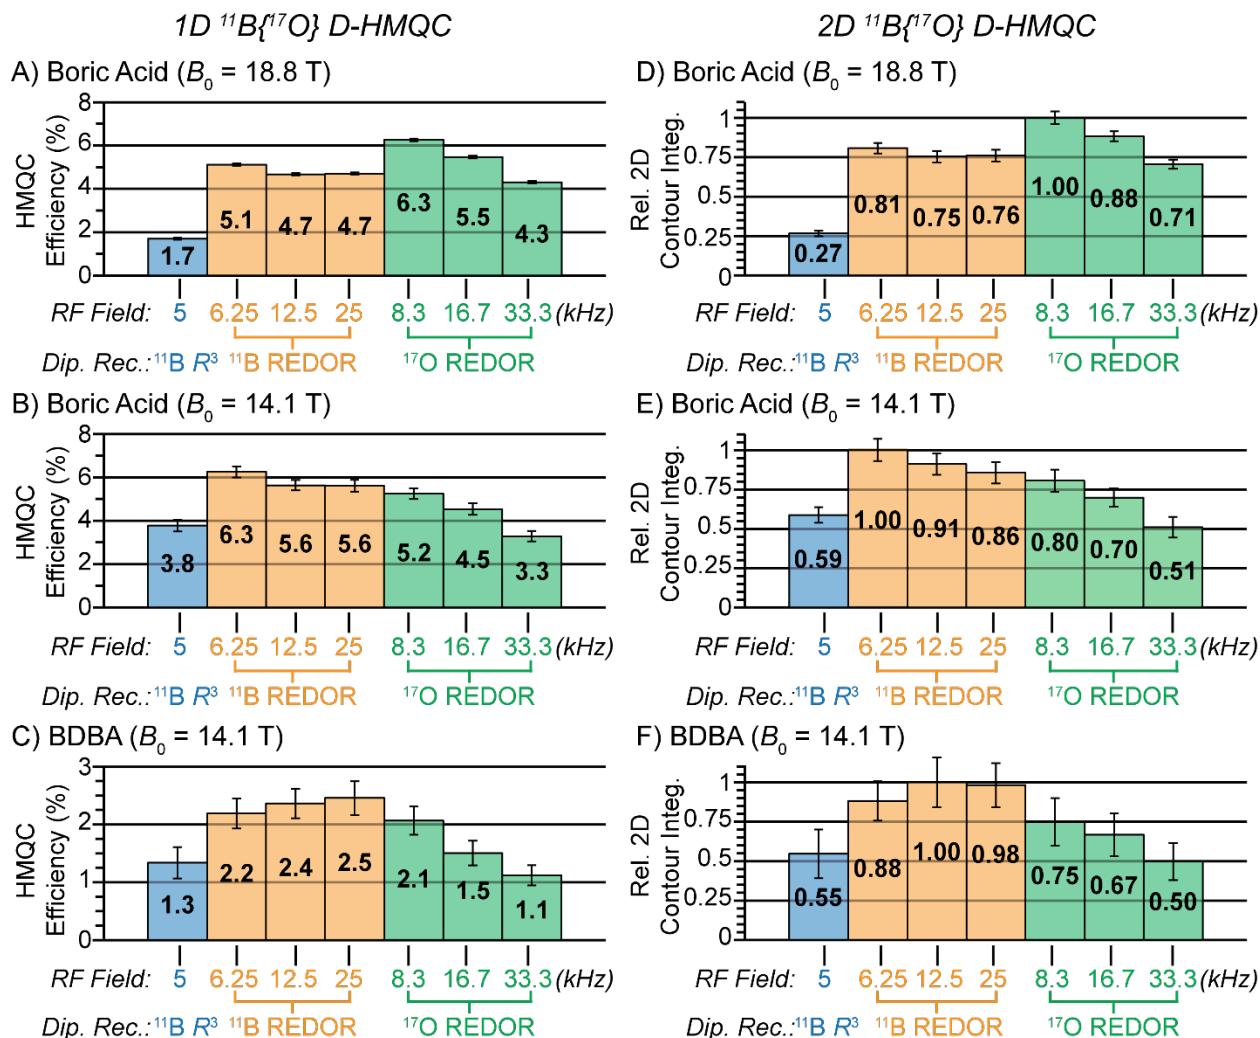 1D ¹¹B{¹⁷O} D-HMQC
2D ¹¹B{¹⁷O} D-HMQC
A) Boric Acid (B₀ = 18.8 T)
HMQC
Efficiency (%)
8
6
4
2
0
1.7
5.1
4.7
4.7
6.3
5.5
4.3
RF Field: 5 6.25 12.5 25 8.3 16.7 33.3 (kHz)
Dip. Rec.: ¹¹B R³ ¹¹B REDOR ¹⁷O REDOR
D) Boric Acid (B₀ = 18.8 T)
Rel. 2D
Contour Integ.
1
0.75
0.5
0.25
0
0.27
0.81
0.75
0.76
1.00
0.88
0.71
RF Field: 5 6.25 12.5 25 8.3 16.7 33.3 (kHz)
Dip. Rec.: ¹¹B R³ ¹¹B REDOR ¹⁷O REDOR
B) Boric Acid (B₀ = 14.1 T)
HMQC
Efficiency (%)
8
6
4
2
0
3.8
6.3
5.6
5.6
5.2
4.5
3.3
RF Field: 5 6.25 12.5 25 8.3 16.7 33.3 (kHz)
Dip. Rec.: ¹¹B R³ ¹¹B REDOR ¹⁷O REDOR
E) Boric Acid (B₀ = 14.1 T)
Rel. 2D
Contour Integ.
1
0.75
0.5
0.25
0
0.59
1.00
0.91
0.86
0.80
0.70
0.51
RF Field: 5 6.25 12.5 25 8.3 16.7 33.3 (kHz)
Dip. Rec.: ¹¹B R³ ¹¹B REDOR ¹⁷O REDOR
C) BDBA (B₀ = 14.1 T)
HMQC
Efficiency (%)
3
2
1
0
1.3
2.2
2.4
2.5
2.1
1.5
1.1
RF Field: 5 6.25 12.5 25 8.3 16.7 33.3 (kHz)
Dip. Rec.: ¹¹B R³ ¹¹B REDOR ¹⁷O REDOR
F) BDBA (B₀ = 14.1 T)
Rel. 2D
Contour Integ.
1
0.75
0.5
0.25
0
0.55
0.88
1.00
0.98
0.75
0.67
0.50
RF Field: 5 6.25 12.5 25 8.3 16.7 33.3 (kHz)
Dip. Rec.: ¹¹B R³ ¹¹B REDOR ¹⁷O REDOR